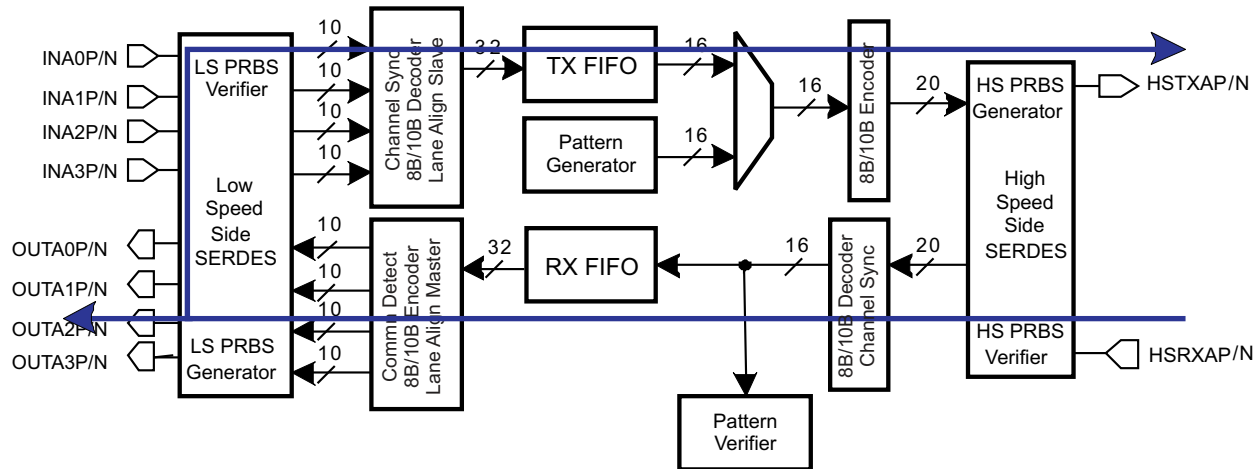 INA0P/N
INA1P/N
INA2P/N
INA3P/N
OUTA0P/N
OUTA1P/N
OUTA2P/N
OUTA3P/N
LS PRBS
Verifier
Low
Speed
Side
SERDES
LS PRBS
Generator
10
10
10
10
10
10
10
10
Channel Sync
8B/10B Decoder
Lane Align Slave
Commn Detect
8B/10B Encoder
Lane Align Master
32
32
TX FIFO
Pattern
Generator
RX FIFO
16
16
16
16
Pattern
Verifier
8B/10B Encoder
8B/10B Decoder
Channel Sync
20
20
HS PRBS
Generator
High
Speed
Side
SERDES
HS PRBS
Verifier
HSTXAP/N
HSRXAP/N